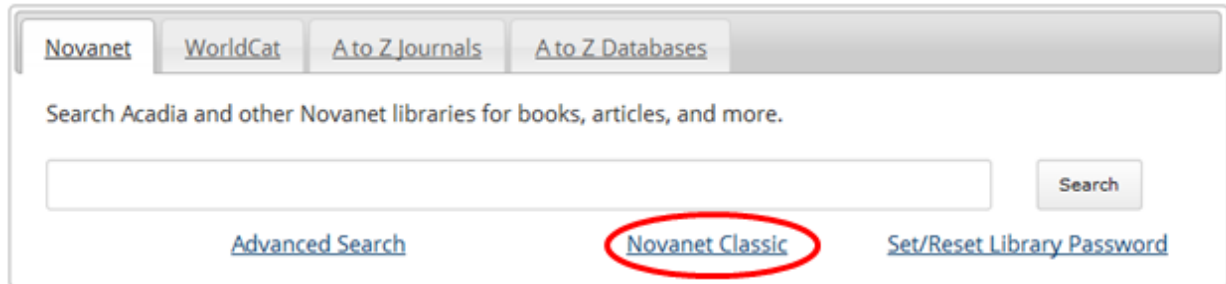 Novanet WorldCat A to Z Journals A to Z Databases
Search Acadia and other Novanet libraries for books, articles, and more.
Search
Advanced Search Novanet Classic Set/Reset Library Password